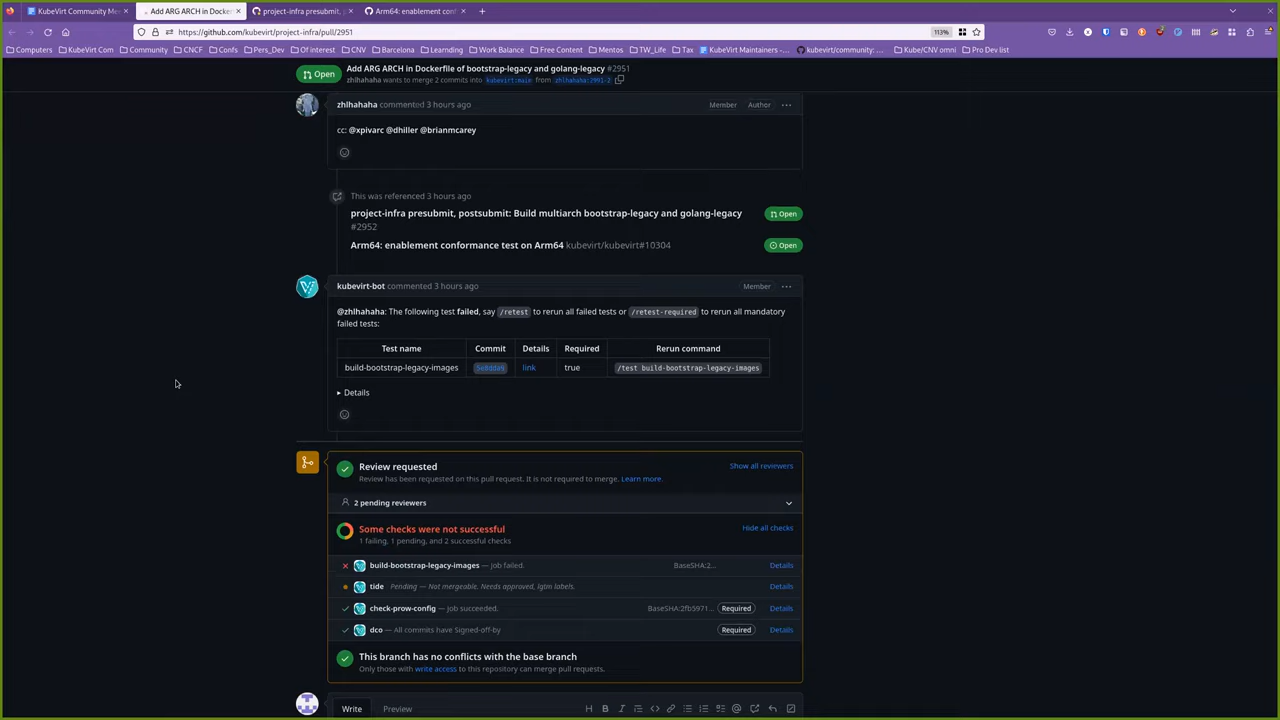 KubeVirt Community Me
Add ARG ARCH in Docker
project-infra presubmit, p
Arm64: enablement conf
https://github.com/kubevirt/project-infra/pull/2951
113%
Computers KubeVirt Com Community CNCF Confs Pers_Dev Of interest CNV Barcelona Learnding Work Balance Free Content Mentos TW_Life Tax KubeVirt Maintainers -... kubevirt/community: ... Kube/CNV omni Pro Dev list
Open
Add ARG ARCH in Dockerfile of bootstrap-legacy and golang-legacy #2951
zhlhahaha wants to merge 2 commits into kubevirt:main from zhlhahaha:2991-2
zhlhahaha commented 3 hours ago Member Author ...
cc: @xpivarc @dhiller @brianmcarey
This was referenced 3 hours ago
project-infra presubmit, postsubmit: Build multiarch bootstrap-legacy and golang-legacy
#2952
Open
Arm64: enablement conformance test on Arm64 kubevirt/kubevirt#10304
Open
kubevirt-bot commented 3 hours ago Member ...
@zhlhahaha: The following test failed, say /retest to rerun all failed tests or /retest-required to rerun all mandatory
failed tests:
Test name Commit Details Required Rerun command
build-bootstrap-legacy-images link true /test build-bootstrap-legacy-images
Details
Review requested
Show all reviewers
Review has been requested on this pull request. It is not required to merge. Learn more.
2 pending reviewers
Some checks were not successful
Hide all checks
1 failing, 1 pending, and 2 successful checks
build-bootstrap-legacy-images — job failed. BaseSHA:2... Details
tide Pending — Not mergeable. Needs approved, lgtm labels. Details
check-prow-config — job succeeded. BaseSHA:2fb5971... Required Details
dco — All commits have Signed-off-by Required Details
This branch has no conflicts with the base branch
Only those with write access to this repository can merge pull requests.
Write Preview H B I